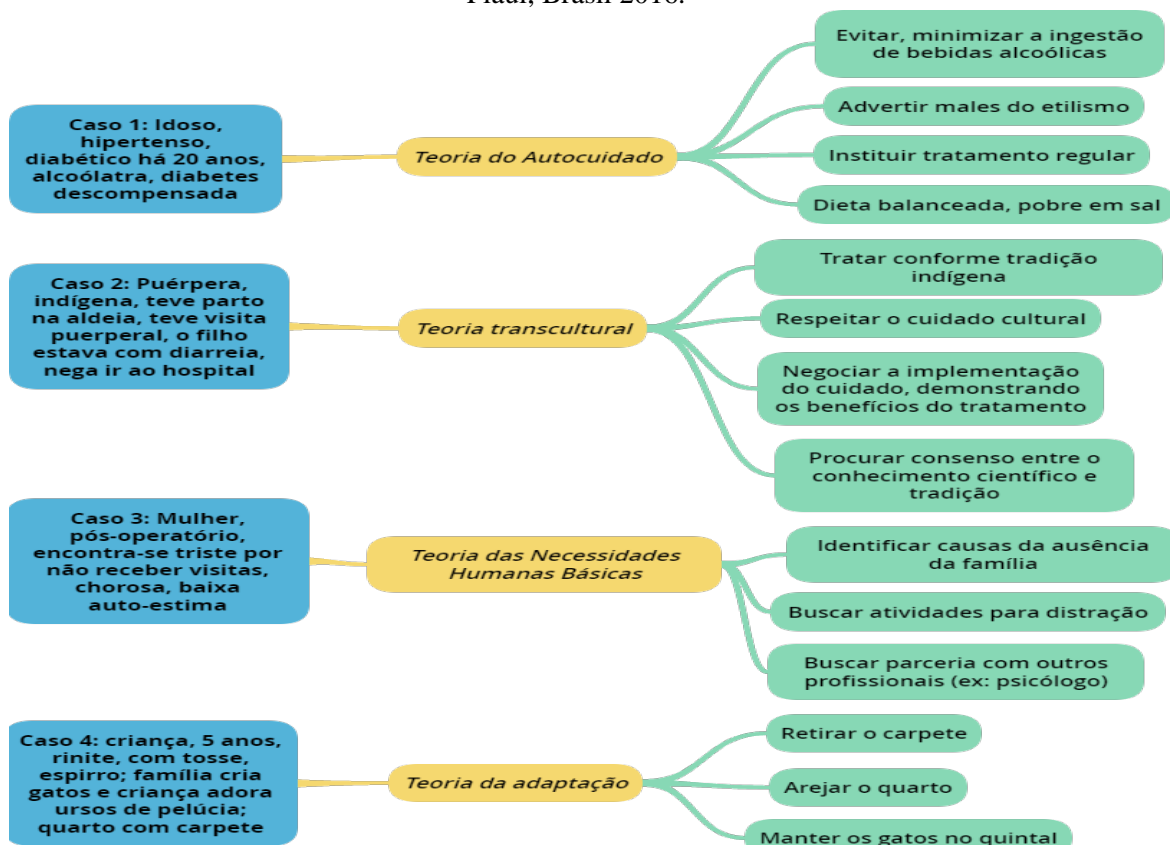 Piauí, Brasil 2018.
Evitar, minimizar a ingestão
de bebidas alcoólicas
Caso 1: Idoso,
hipertenso,
diabético há 20 anos,
alcoólatra, diabetes
descompensada
Teoria do Autocuidado
Advertir males do etilismo
Instituir tratamento regular
Dieta balanceada, pobre em sal
Caso 2: Puérpera,
indígena, teve parto
na aldeia, teve visita
puerperal, o filho
estava com diarreia,
nega ir ao hospital
Teoria transcultural
Tratar conforme tradição
indígena
Respeitar o cuidado cultural
Negociar a implementação
do cuidado, demonstrando
os benefícios do tratamento
Procurar consenso entre o
conhecimento científico e
tradição
Caso 3: Mulher,
pós-operatório,
encontra-se triste por
não receber visitas,
chorosa, baixa
auto-estima
Teoria das Necessidades
Humanas Básicas
Identificar causas da ausência
da família
Buscar atividades para distração
Buscar parceria com outros
profissionais (ex: psicólogo)
Caso 4: criança, 5 anos,
rinite, com tosse,
espirro; família cria
gatos e criança adora
ursos de pelúcia;
quarto com carpete
Teoria da adaptação
Retirar o carpete
Arejar o quarto
Manter os gatos no quintal